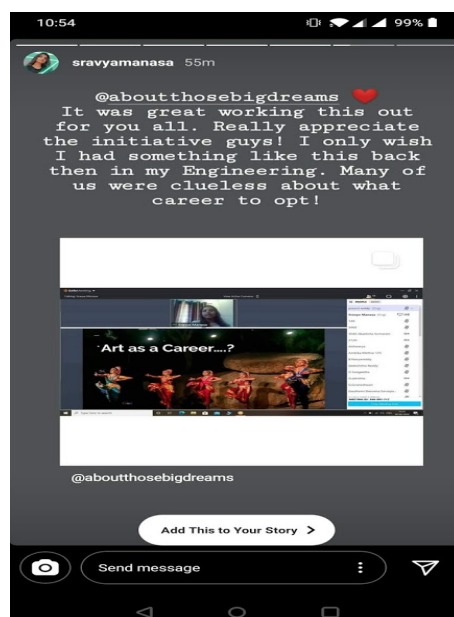 10:54
99%
sravyamanasa 55m
@aboutthosebigdreams ❤️
It was great working this out
for you all. Really appreciate
the initiative guys! I only wish
I had something like this back
then in my Engineering. Many of
us were clueless about what
career to opt!
Art as a Career....?
@aboutthosebigdreams
Add This to Your Story >
Send message